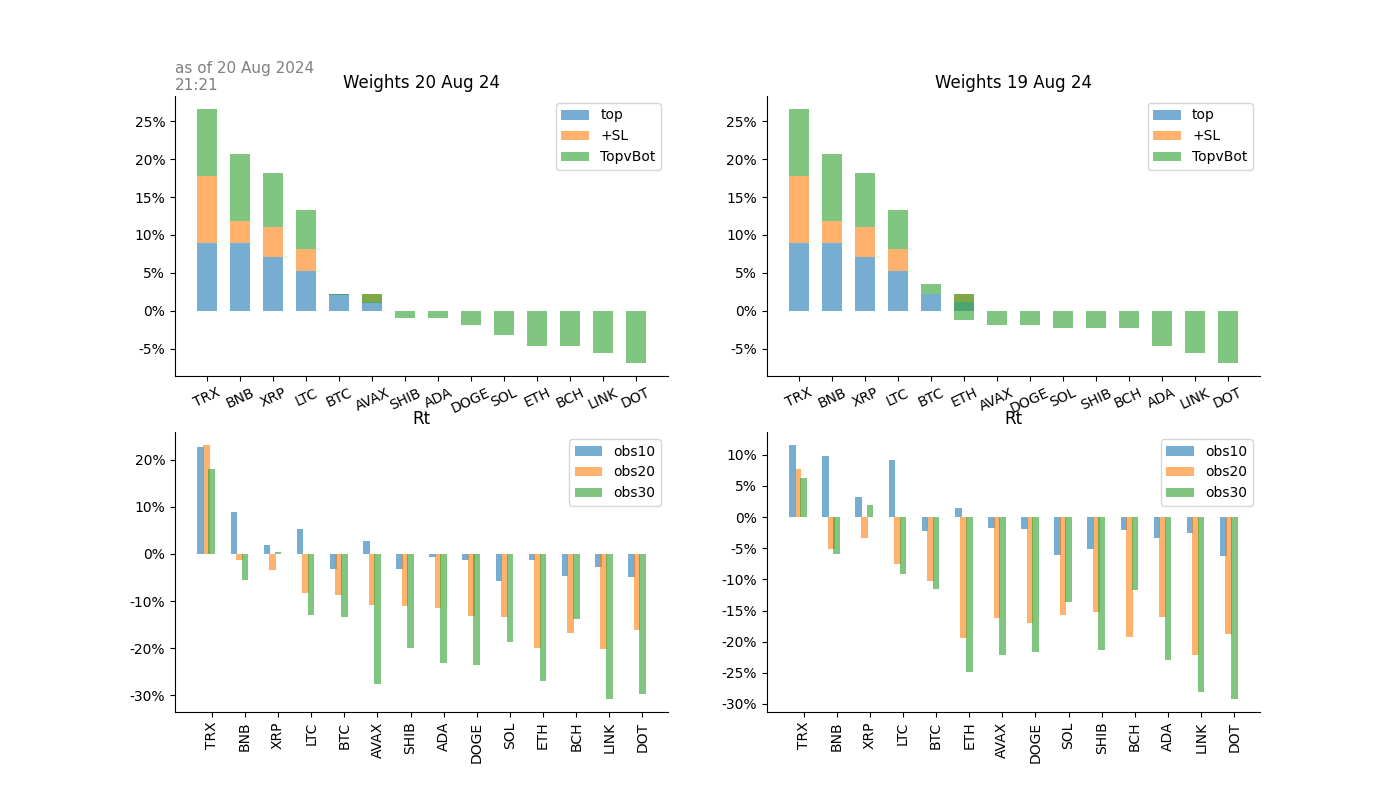 as of 20 Aug 2024
21:21
Weights 20 Aug 24
25%
20%
15%
10%
5%
0%
-5%
top
+SL
TopvBot
TRX BNB XRP LTC BTC AVAX SHIB ADA DOGE SOL ETH BCH LINK DOT
Weights 19 Aug 24
25%
20%
15%
10%
5%
0%
-5%
top
+SL
TopvBot
TRX BNB XRP LTC BTC ETH AVAX DOGE SOL SHIB BCH ADA LINK DOT
Rt
20%
10%
0%
-10%
-20%
-30%
obs10
obs20
obs30
TRX BNB XRP LTC BTC AVAX SHIB ADA DOGE SOL ETH BCH LINK DOT
Rt
10%
5%
0%
-5%
-10%
-15%
-20%
-25%
-30%
obs10
obs20
obs30
TRX BNB XRP LTC BTC ETH AVAX DOGE SOL SHIB BCH ADA LINK DOT